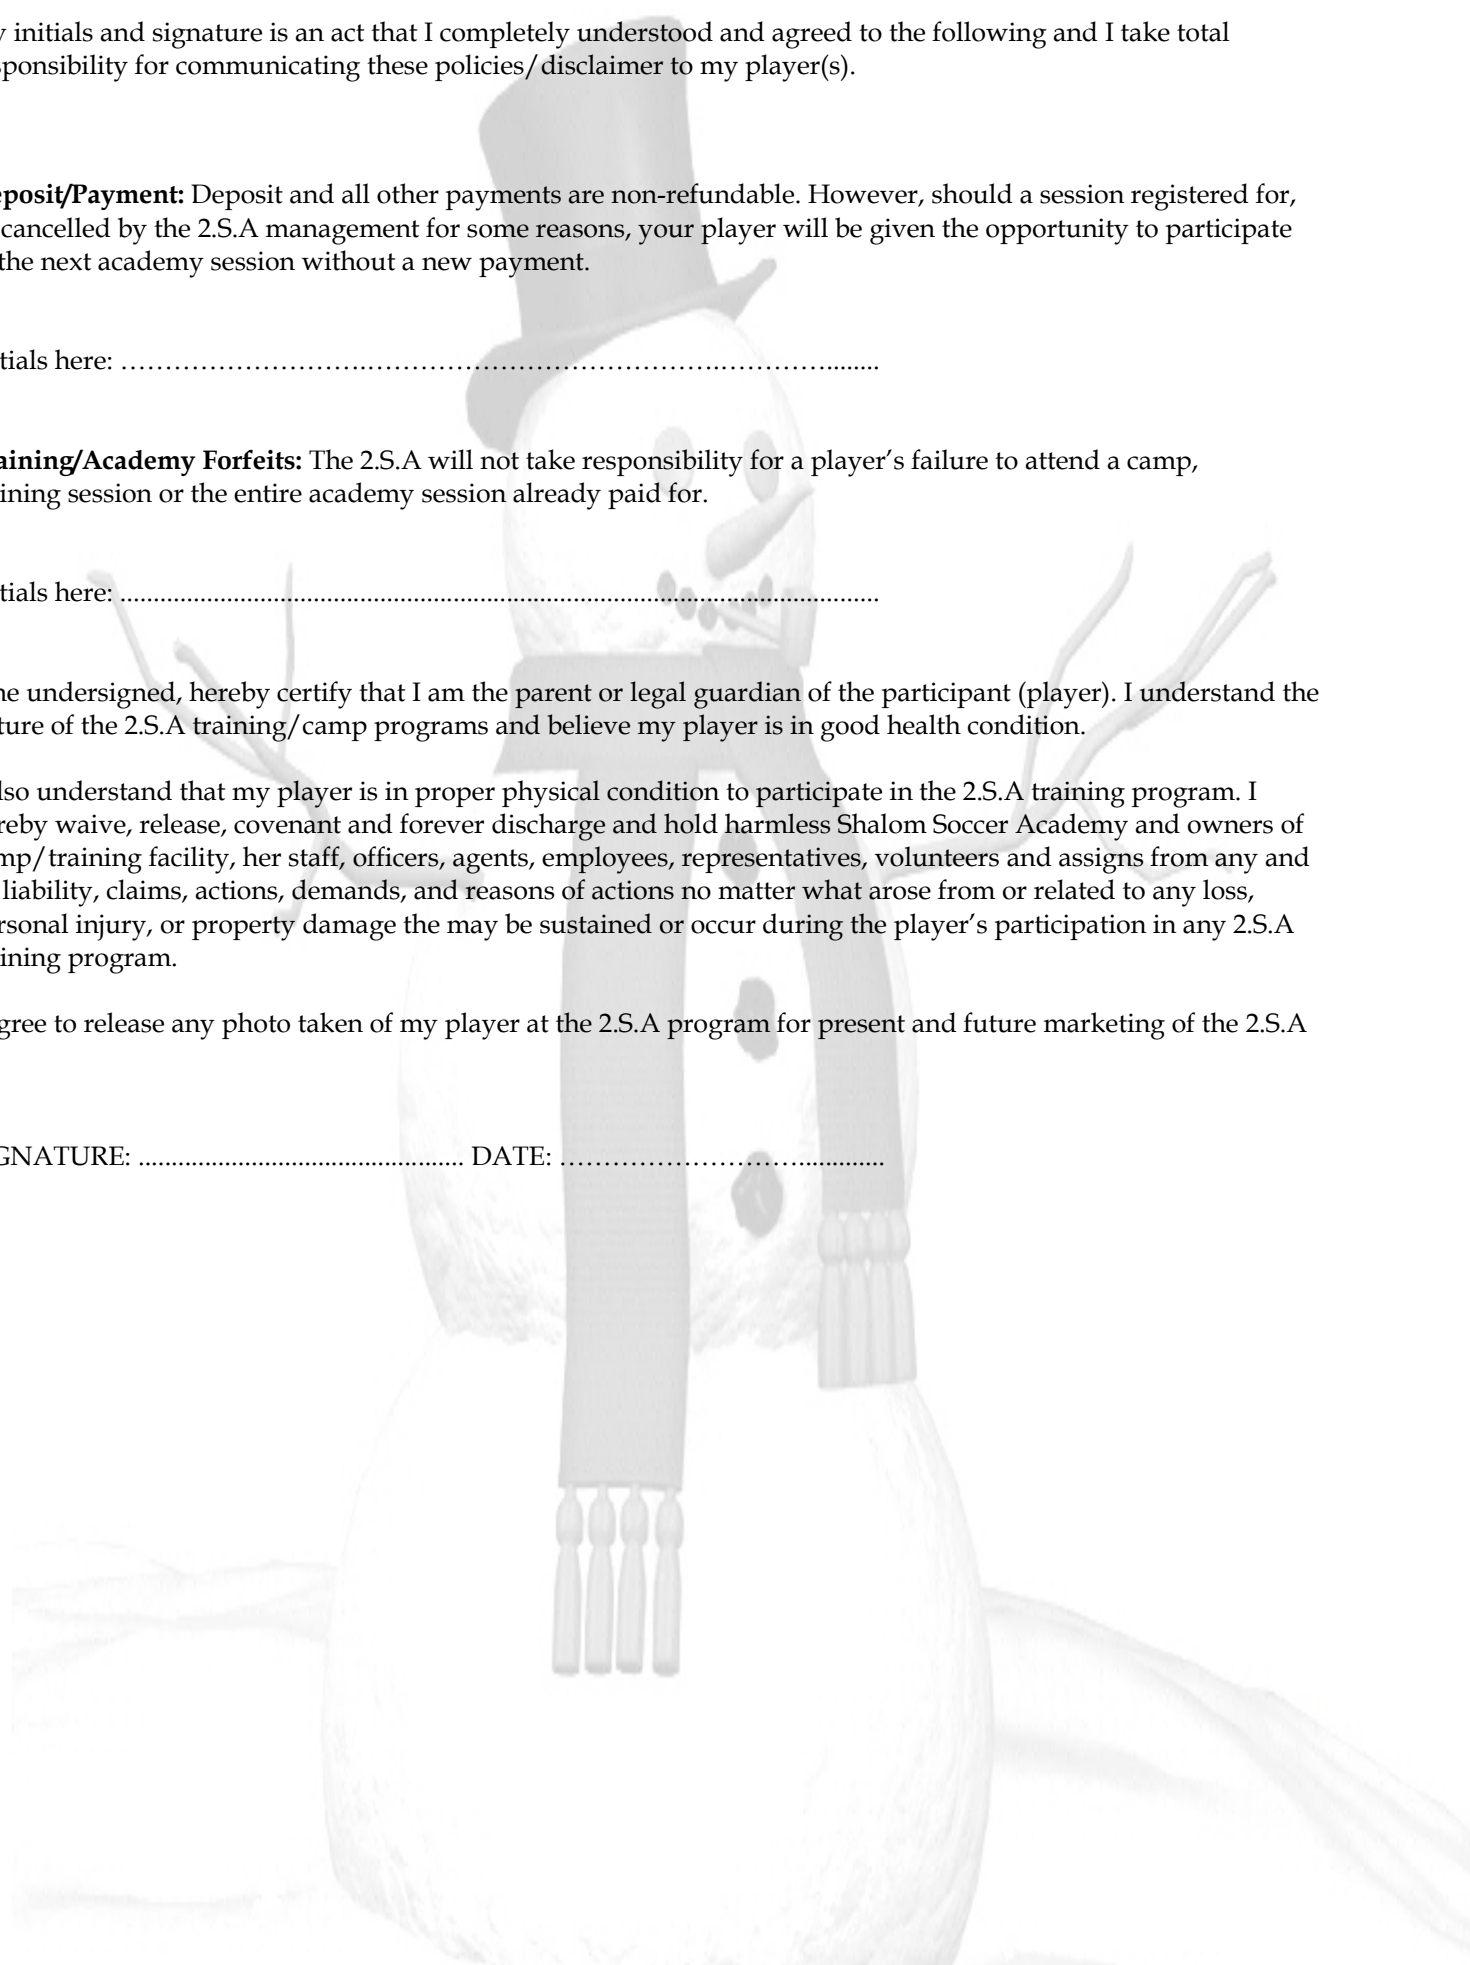 y initials and signature is an act that I completely understood and agreed to the following and I take total
sponsibility for communicating these policies/disclaimer to my player(s).
eposit/Payment: Deposit and all other payments are non-refundable. However, should a session registered for,
cancelled by the 2.S.A management for some reasons, your player will be given the opportunity to participate
the next academy session without a new payment.
tials here: ……………………….………………………………….…………........
aining/Academy Forfeits: The 2.S.A will not take responsibility for a player’s failure to attend a camp,
ining session or the entire academy session already paid for.
tials here: ..................................................................................................................
ne undersigned, hereby certify that I am the parent or legal guardian of the participant (player). I understand the
ture of the 2.S.A training/camp programs and believe my player is in good health condition.
lso understand that my player is in proper physical condition to participate in the 2.S.A training program. I
reby waive, release, covenant and forever discharge and hold harmless Shalom Soccer Academy and owners of
mp/training facility, her staff, officers, agents, employees, representatives, volunteers and assigns from any and
liability, claims, actions, demands, and reasons of actions no matter what arose from or related to any loss,
rsonal injury, or property damage the may be sustained or occur during the player’s participation in any 2.S.A
ining program.
gree to release any photo taken of my player at the 2.S.A program for present and future marketing of the 2.S.A
GNATURE: ................................................. DATE: ……………………….............